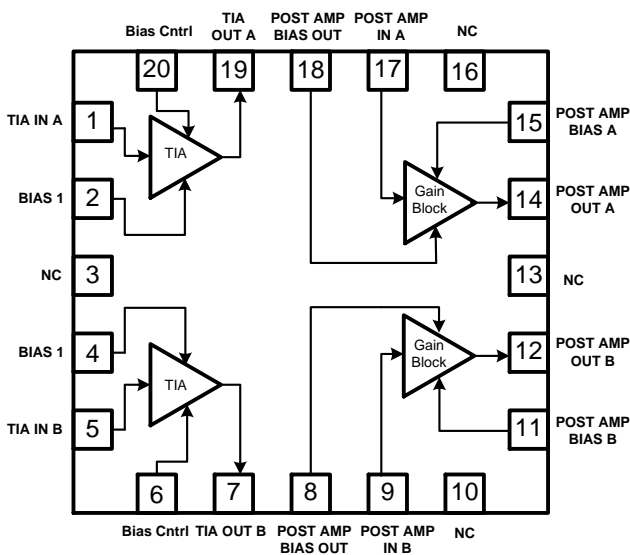 TIA
OUT A
POST AMP
BIAS OUT
POST AMP
IN A
Bias Cntrl
NC
20
19
18
17
16
TIA IN A
1
15
POST AMP
BIAS A
TIA
BIAS 1
2
Gain
Block
14
POST AMP
OUT A
NC
3
13
NC
BIAS 1
4
Gain
Block
12
POST AMP
OUT B
TIA
TIA IN B
5
11
POST AMP
BIAS B
6
7
8
9
10
Bias Cntrl
TIA OUT B
POST AMP
BIAS OUT
POST AMP
IN B
NC